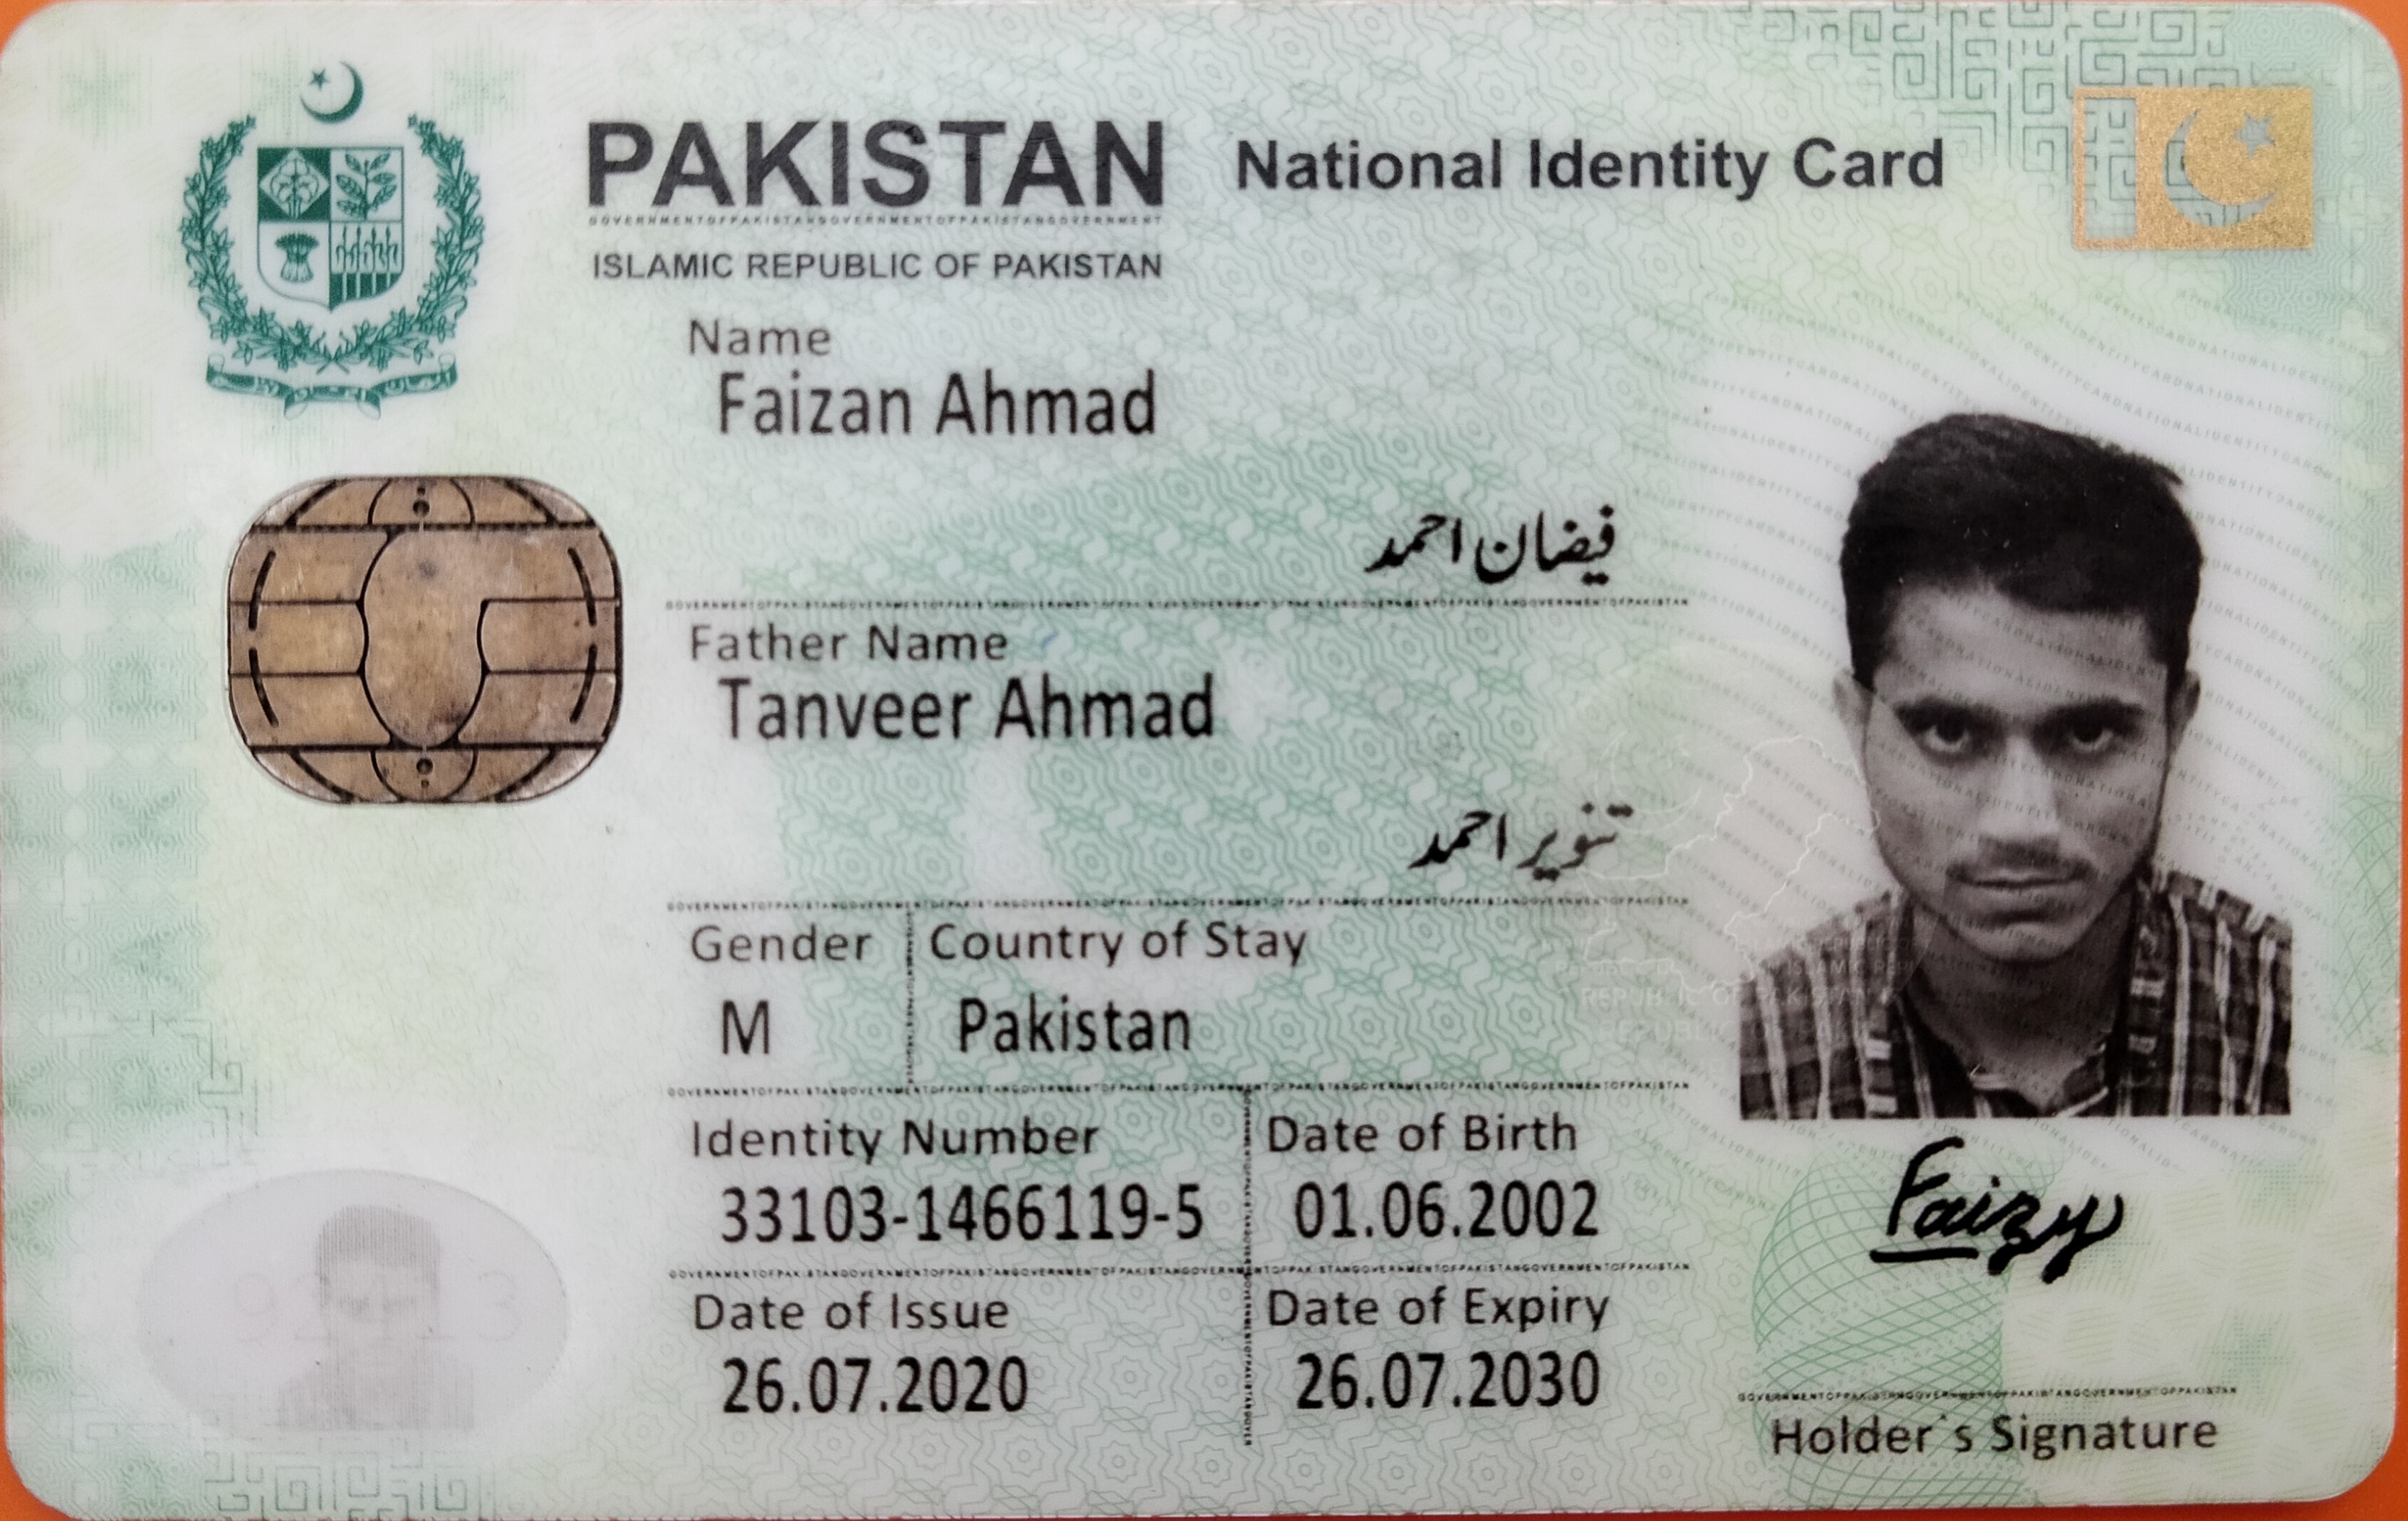 PAKISTAN National Identity Card
ISLAMIC REPUBLIC OF PAKISTAN
Name
Faizan Ahmad
فیضان احمد
Father Name
Tanveer Ahmad
تنویر احمد
Gender Country of Stay
M Pakistan
Identity Number Date of Birth
33103-1466119-5 01.06.2002
Date of Issue Date of Expiry
26.07.2020 26.07.2030
Faizy
Holder`s Signature